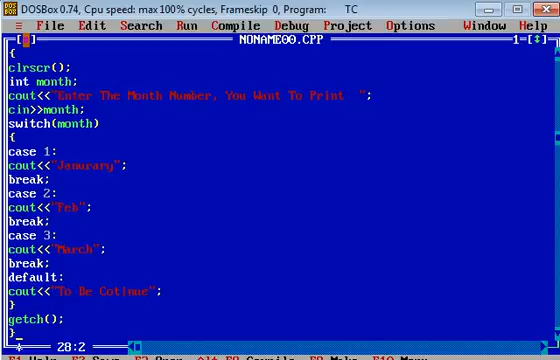 DOSBox 0.74, Cpu speed: max 100% cycles, Frameskip 0, Program: TC
≡ File Edit Search Run Compile Debug Project Options Window Help
NONAME00.CPP 1=[↕]
{
clrscr();
int month;
cout<<"Enter The Month Number, You Want To Print ";
cin>>month;
switch(month)
{
case 1:
cout<<"Janurary";
break;
case 2:
cout<<"Feb";
break;
case 3:
cout<<"March";
break;
default:
cout<<"To Be Cotinue";
}
getch();
}
28:2